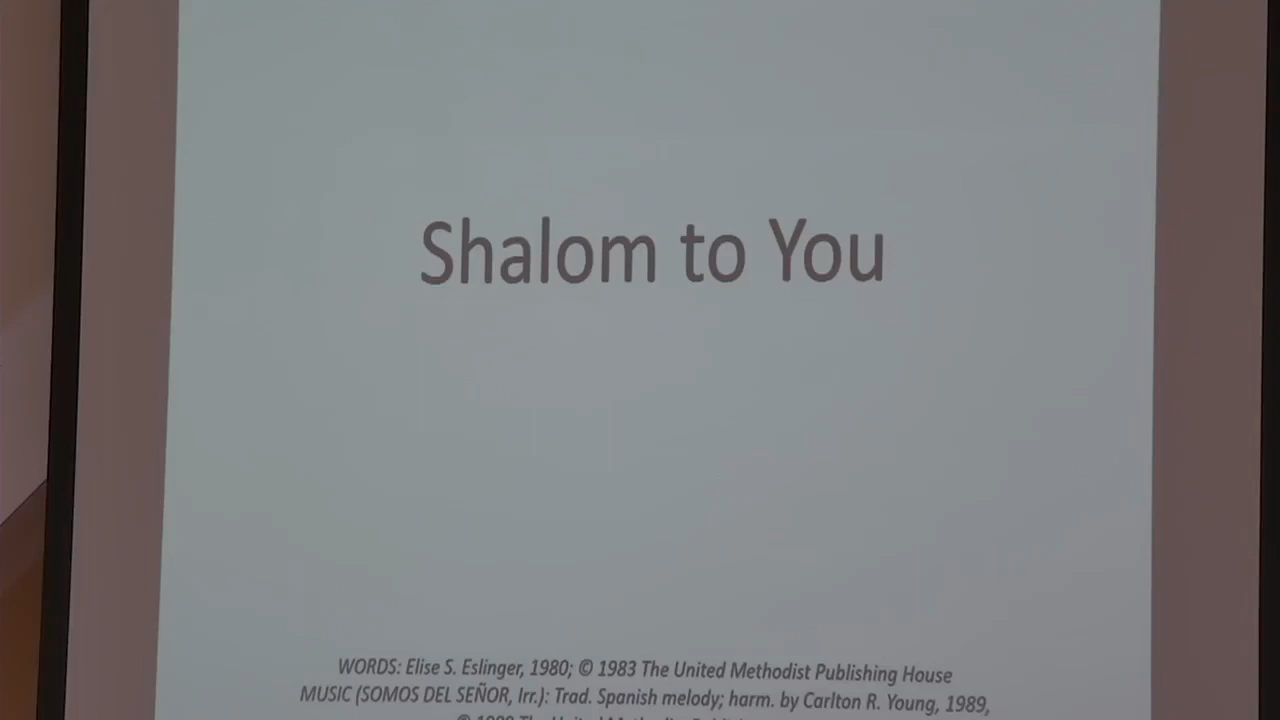 Shalom to You
WORDS: Elise S. Eslinger, 1980; © 1983 The United Methodist Publishing House
MUSIC (SOMOS DEL SEÑOR, Irr.): Trad. Spanish melody; harm. by Carlton R. Young, 1989,